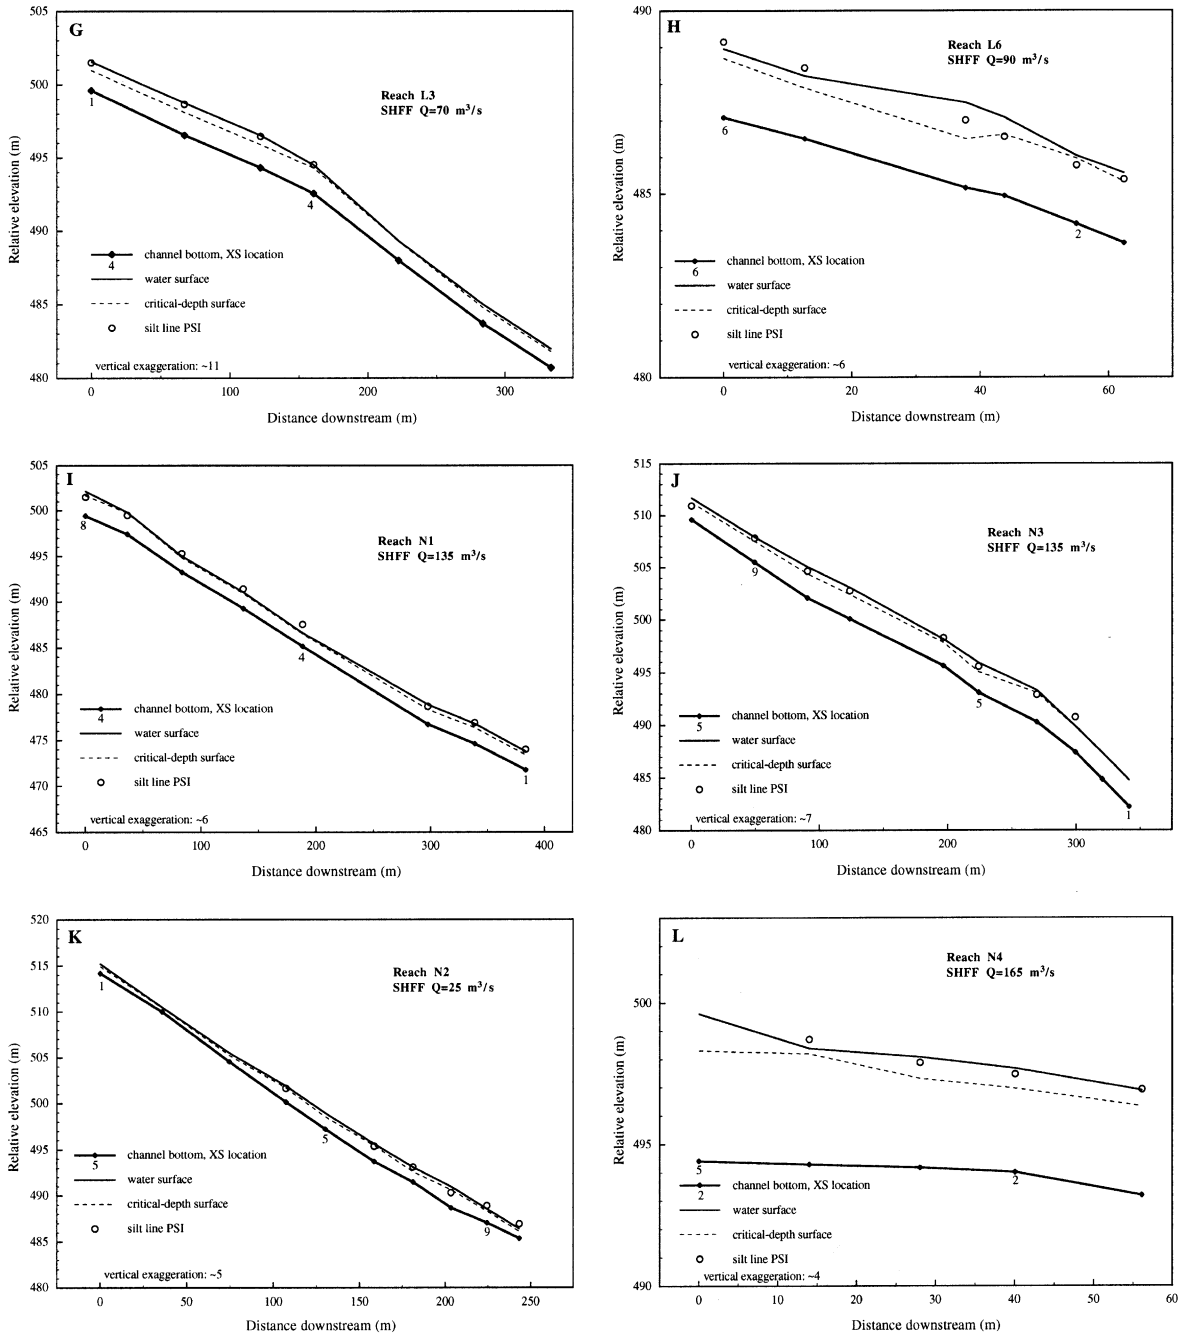 G
Reach L3
SHFF Q=70 m³/s
505
500
495
490
485
480
Relative elevation (m)
1
4
channel bottom, XS location
4
water surface
critical-depth surface
silt line PSI
vertical exaggeration: ~11
0 100 200 300
Distance downstream (m)
H
Reach L6
SHFF Q=90 m³/s
490
485
480
Relative elevation (m)
6
2
channel bottom, XS location
6
water surface
critical-depth surface
silt line PSI
vertical exaggeration: ~6
0 20 40 60
Distance downstream (m)
I
Reach N1
SHFF Q=135 m³/s
505
500
495
490
485
480
475
470
465
Relative elevation (m)
8
4
1
channel bottom, XS location
4
water surface
critical-depth surface
silt line PSI
vertical exaggeration: ~6
0 100 200 300 400
Distance downstream (m)
J
Reach N3
SHFF Q=135 m³/s
515
510
505
500
495
490
485
480
Relative elevation (m)
9
5
1
channel bottom, XS location
5
water surface
critical-depth surface
silt line PSI
vertical exaggeration: ~7
0 100 200 300
Distance downstream (m)
K
Reach N2
SHFF Q=25 m³/s
520
515
510
505
500
495
490
485
480
Relative elevation (m)
1
5
9
channel bottom, XS location
5
water surface
critical-depth surface
silt line PSI
vertical exaggeration: ~5
0 50 100 150 200 250
Distance downstream (m)
L
Reach N4
SHFF Q=165 m³/s
500
495
490
Relative elevation (m)
5
2
channel bottom, XS location
2
water surface
critical-depth surface
silt line PSI
vertical exaggeration: ~4
0 10 20 30 40 50 60
Distance downstream (m)